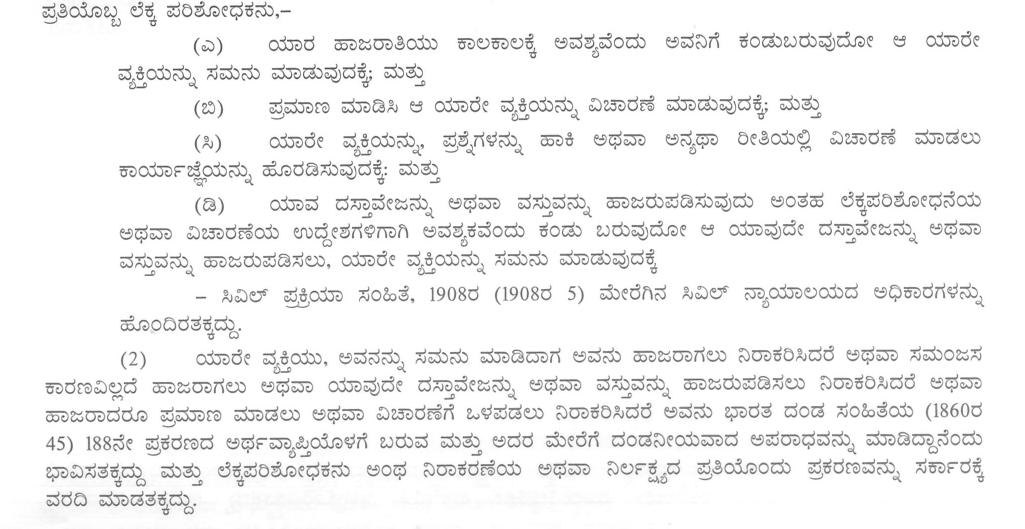 ಪ್ರತಿಯೊಬ್ಬ ಲೆಕ್ಕ ಪರಿಶೋಧಕನು,–
(ಎ) ಯಾರ ಹಾಜರಾತಿಯು ಕಾಲಕಾಲಕ್ಕೆ ಅವಶ್ಯವೆಂದು ಅವನಿಗೆ ಕಂಡುಬರುವುದೋ ಆ ಯಾರೇ
ವ್ಯಕ್ತಿಯನ್ನು ಸಮನು ಮಾಡುವುದಕ್ಕೆ; ಮತ್ತು
(ಬಿ) ಪ್ರಮಾಣ ಮಾಡಿಸಿ ಆ ಯಾರೇ ವ್ಯಕ್ತಿಯನ್ನು ವಿಚಾರಣೆ ಮಾಡುವುದಕ್ಕೆ; ಮತ್ತು
(ಸಿ) ಯಾರೇ ವ್ಯಕ್ತಿಯನ್ನು, ಪ್ರಶ್ನೆಗಳನ್ನು ಹಾಕಿ ಅಥವಾ ಅನ್ಯಥಾ ರೀತಿಯಲ್ಲಿ ವಿಚಾರಣೆ ಮಾಡಲು
ಕಾರ್ಯಾಜ್ಞೆಯನ್ನು ಹೊರಡಿಸುವುದಕ್ಕೆ: ಮತ್ತು
(ಡಿ) ಯಾವ ದಸ್ತಾವೇಜನ್ನು ಅಥವಾ ವಸ್ತುವನ್ನು ಹಾಜರುಪಡಿಸುವುದು ಅಂತಹ ಲೆಕ್ಕಪರಿಶೋಧನೆಯ
ಅಥವಾ ವಿಚಾರಣೆಯ ಉದ್ದೇಶಗಳಿಗಾಗಿ ಅವಶ್ಯಕವೆಂದು ಕಂಡು ಬರುವುದೋ ಆ ಯಾವುದೇ ದಸ್ತಾವೇಜನ್ನು ಅಥವಾ
ವಸ್ತುವನ್ನು ಹಾಜರುಪಡಿಸಲು, ಯಾರೇ ವ್ಯಕ್ತಿಯನ್ನು ಸಮನು ಮಾಡುವುದಕ್ಕೆ
– ಸಿವಿಲ್ ಪ್ರಕ್ರಿಯಾ ಸಂಹಿತೆ, 1908ರ (1908ರ 5) ಮೇರೆಗಿನ ಸಿವಿಲ್ ನ್ಯಾಯಾಲಯದ ಅಧಿಕಾರಗಳನ್ನು
ಹೊಂದಿರತಕ್ಕದ್ದು.
(2) ಯಾರೇ ವ್ಯಕ್ತಿಯು, ಅವನನ್ನು ಸಮನು ಮಾಡಿದಾಗ ಅವನು ಹಾಜರಾಗಲು ನಿರಾಕರಿಸಿದರೆ ಅಥವಾ ಸಮಂಜಸ
ಕಾರಣವಿಲ್ಲದೆ ಹಾಜರಾಗಲು ಅಥವಾ ಯಾವುದೇ ದಸ್ತಾವೇಜನ್ನು ಅಥವಾ ವಸ್ತುವನ್ನು ಹಾಜರುಪಡಿಸಲು ನಿರಾಕರಿಸಿದರೆ ಅಥವಾ
ಹಾಜರಾದರೂ ಪ್ರಮಾಣ ಮಾಡಲು ಅಥವಾ ವಿಚಾರಣೆಗೆ ಒಳಪಡಲು ನಿರಾಕರಿಸಿದರೆ ಅವನು ಭಾರತ ದಂಡ ಸಂಹಿತೆಯ (1860ರ
45) 188ನೇ ಪ್ರಕರಣದ ಅರ್ಥವ್ಯಾಪ್ತಿಯೊಳಗೆ ಬರುವ ಮತ್ತು ಅದರ ಮೇರೆಗೆ ದಂಡನೀಯವಾದ ಅಪರಾಧವನ್ನು ಮಾಡಿದ್ದಾನೆಂದು
ಭಾವಿಸತಕ್ಕದ್ದು ಮತ್ತು ಲೆಕ್ಕಪರಿಶೋಧಕನು ಅಂಥ ನಿರಾಕರಣೆಯ ಅಥವಾ ನಿರ್ಲಕ್ಷ್ಯದ ಪ್ರತಿಯೊಂದು ಪ್ರಕರಣವನ್ನು ಸರ್ಕಾರಕ್ಕೆ
ವರದಿ ಮಾಡತಕ್ಕದ್ದು.